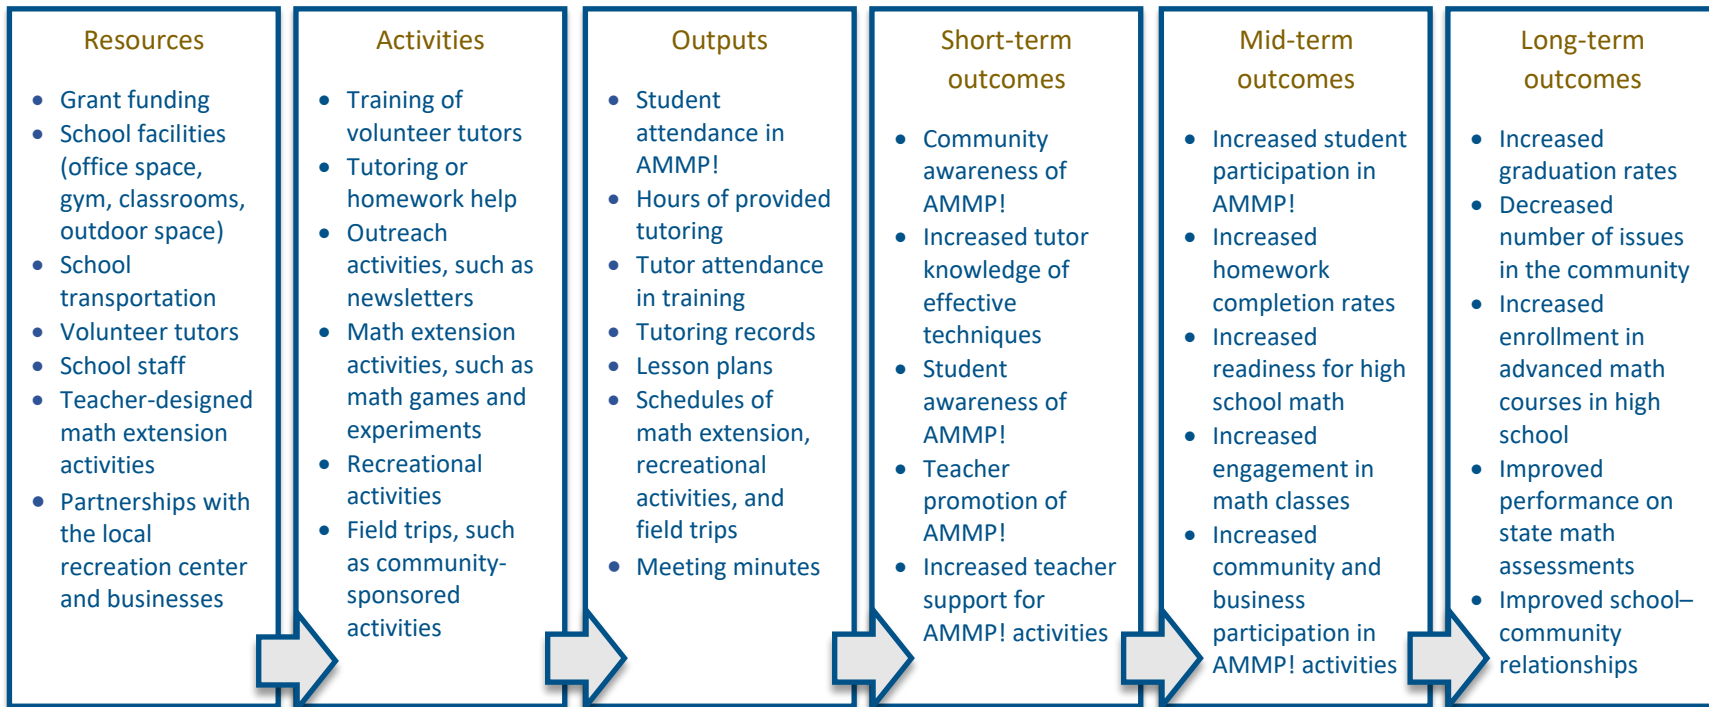 Resources
• Grant funding
• School facilities
(office space,
gym, classrooms,
outdoor space)
• School
transportation
• Volunteer tutors
• School staff
• Teacher-designed
math extension
activities
• Partnerships with
the local
recreation center
and businesses
Activities
• Training of
volunteer tutors
• Tutoring or
homework help
• Outreach
activities, such as
newsletters
• Math extension
activities, such as
math games and
experiments
• Recreational
activities
• Field trips, such
as community-
sponsored
activities
Outputs
• Student
attendance in
AMMP!
• Hours of provided
tutoring
• Tutor attendance
in training
• Tutoring records
• Lesson plans
• Schedules of
math extension,
recreational
activities, and
field trips
• Meeting minutes
Short-term
outcomes
• Community
awareness of
AMMP!
• Increased tutor
knowledge of
effective
techniques
• Student
awareness of
AMMP!
• Teacher
promotion of
AMMP!
• Increased teacher
support for
AMMP! activities
Mid-term
outcomes
• Increased student
participation in
AMMP!
• Increased
homework
completion rates
• Increased
readiness for high
school math
• Increased
engagement in
math classes
• Increased
community and
business
participation in
AMMP! activities
Long-term
outcomes
• Increased
graduation rates
• Decreased
number of issues
in the community
• Increased
enrollment in
advanced math
courses in high
school
• Improved
performance on
state math
assessments
• Improved school–
community
relationships